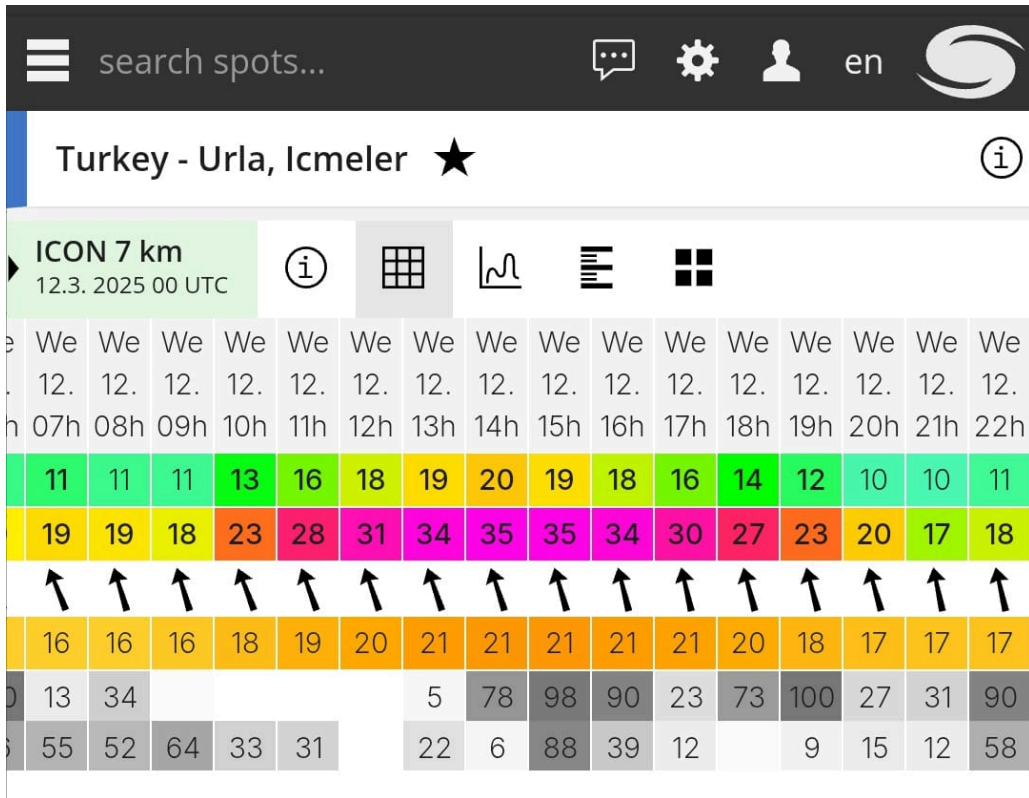 search spots...
en
Turkey - Urla, Icmeler
ICON 7 km
12.3. 2025 00 UTC
We We We We We We We We We We We We We We We We
12. 12. 12. 12. 12. 12. 12. 12. 12. 12. 12. 12. 12. 12. 12. 12.
07h 08h 09h 10h 11h 12h 13h 14h 15h 16h 17h 18h 19h 20h 21h 22h
11 11 11 13 16 18 19 20 19 18 16 14 12 10 10 11
19 19 18 23 28 31 34 35 35 34 30 27 23 20 17 18
16 16 16 18 19 20 21 21 21 21 21 20 18 17 17 17
13 34 5 78 98 90 23 73 100 27 31 90
55 52 64 33 31 22 6 88 39 12 9 15 12 58